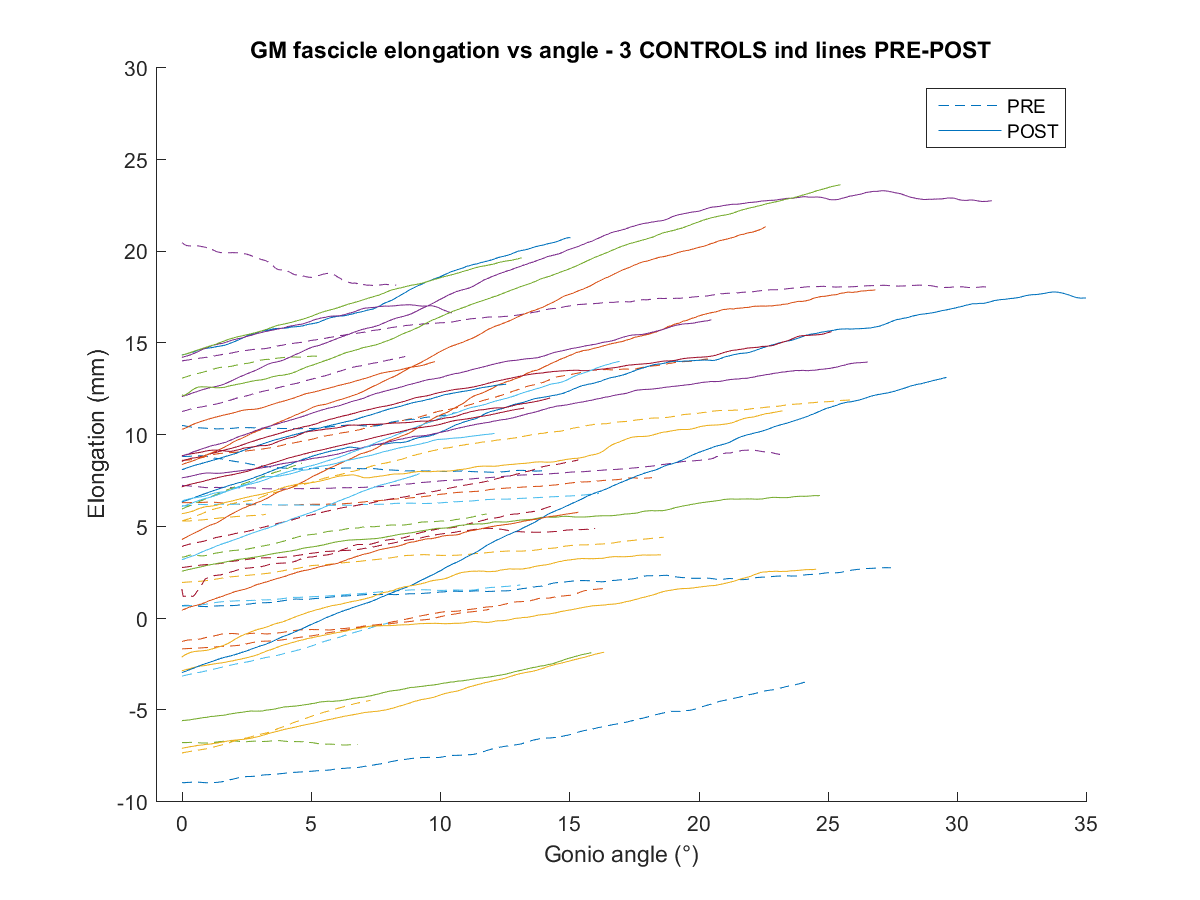 GM fascicle elongation vs angle - 3 CONTROLS ind lines PRE-POST
30
25
20
15
10
5
0
-5
-10
Elongation (mm)
PRE
POST
0 5 10 15 20 25 30 35
Gonio angle (°)